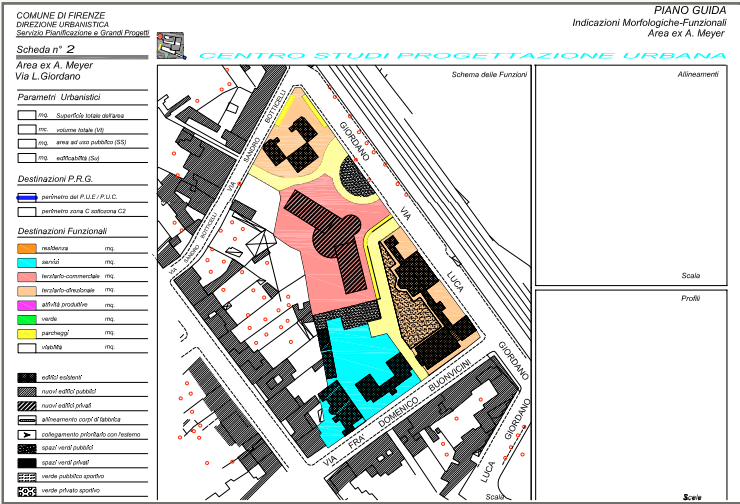 COMUNE DI FIRENZE
DIREZIONE URBANISTICA
Servizio Pianificazione e Grandi Progetti
Scheda n° 2
Area ex A. Meyer
Via L.Giordano
PIANO GUIDA
Indicazioni Morfologiche-Funzionali
Area ex A. Meyer
CENTRO STUDI PROGETTAZIONE URBANA
Parametri Urbanistici
mq. Superficie totale dell'area
mc. volume totale (Vt)
mq. area ad uso pubblico (SS)
mq. edificabilità (Su)
Destinazioni P.R.G.
perimetro del P.U.E / P.U.C.
perimetro zona C sottozona C2
Destinazioni Funzionali
residenza mq.
servizi mq.
terziario-commerciale mq.
terziario-direzionale mq.
attività produttive mq.
verde mq.
parcheggi mq.
viabilità mq.
edifici esistenti
nuovi edifici pubblici
nuovi edifici privati
allineamento corpi di fabbrica
collegamento prioritario con l'esterno
spazi verdi pubblici
spazi verdi privati
verde pubblico sportivo
verde privato sportivo
Schema delle Funzioni
VIA SANDRO BOTTICELLI
VIA SANDRO BOTTICELLI
GIORDANO
VIA
LUCA
GIORDANO
VIA FRA DOMENICO BUONVICINI
LUCA GIORDANO
Scala
Allineamenti
Scala
Profili
Scala